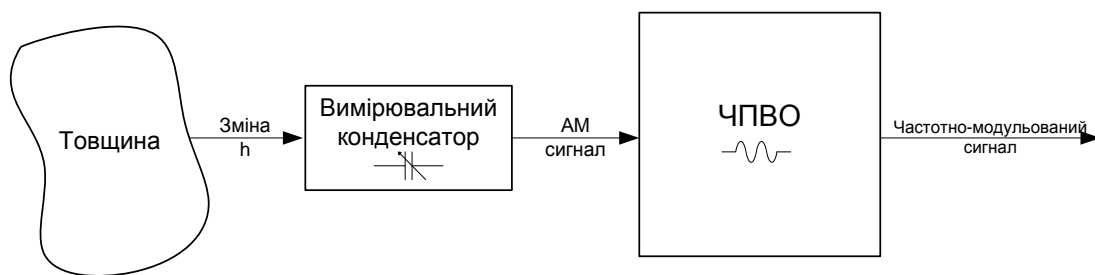 Товщина
Зміна
h
Вимірювальний
конденсатор
АМ
сигнал
ЧПВО
Частотно-модульований
сигнал